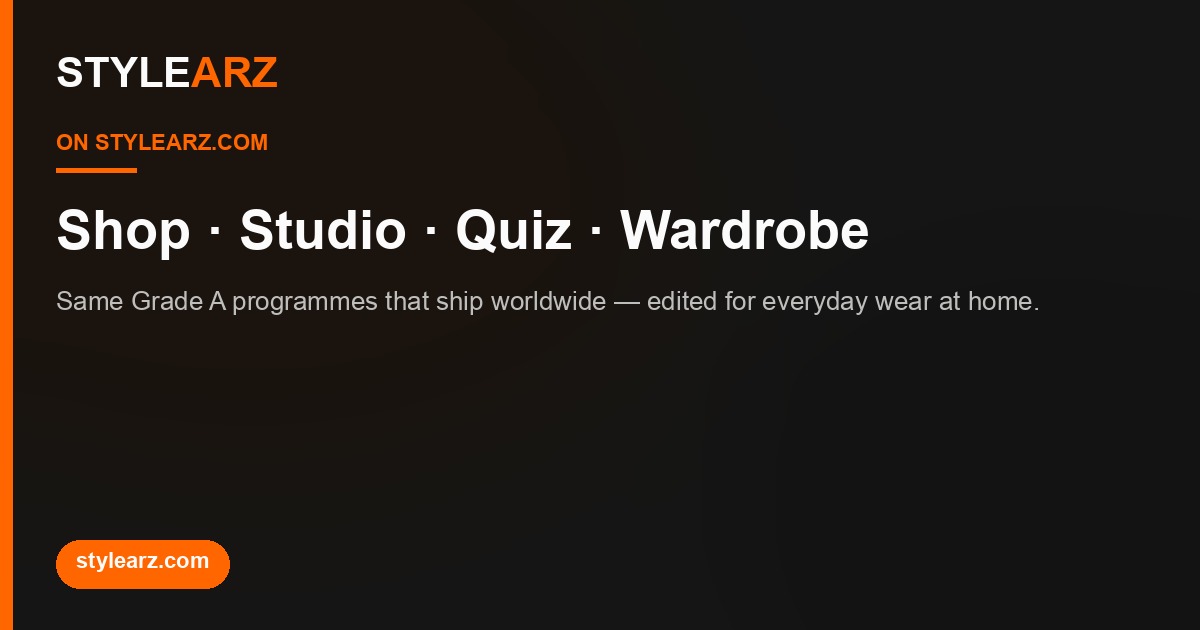 STYLEARZ
ON STYLEARZ.COM
Shop · Studio · Quiz · Wardrobe
Same Grade A programmes that ship worldwide — edited for everyday wear at home.
stylearz.com